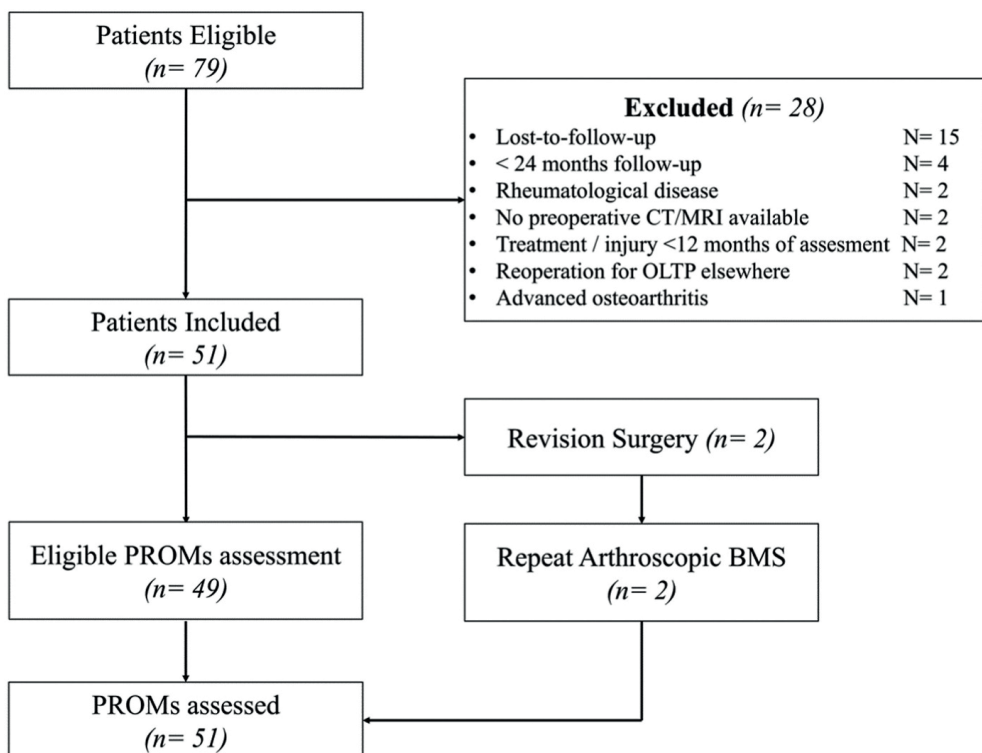 Patients Eligible
(n= 79)
Excluded (n= 28)
• Lost-to-follow-up N= 15
• < 24 months follow-up N= 4
• Rheumatological disease N= 2
• No preoperative CT/MRI available N= 2
• Treatment / injury <12 months of assesment N= 2
• Reoperation for OLTP elsewhere N= 2
• Advanced osteoarthritis N= 1
Patients Included
(n= 51)
Revision Surgery (n= 2)
Eligible PROMs assessment
(n= 49)
Repeat Arthroscopic BMS
(n= 2)
PROMs assessed
(n= 51)